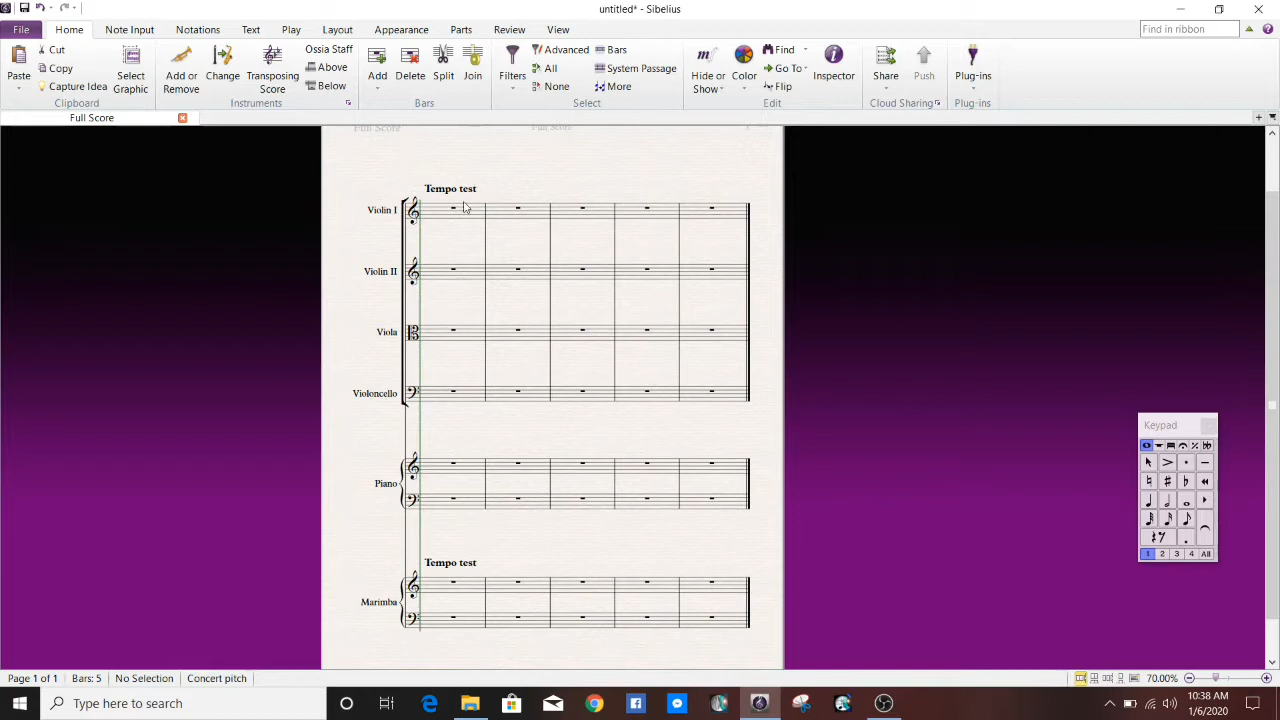 untitled* - Sibelius
File Home Note Input Notations Text Play Layout Appearance Parts Review View Find in ribbon
Paste Cut Copy Capture Idea Select Graphic
Clipboard
Add or Remove Change Transposing Score Ossia Staff Above Below
Instruments
Add Delete Split Join
Bars
Filters Advanced All None Bars System Passage More
Select
Hide or Show Color Find Go To Flip Inspector
Edit
Share Push
Cloud Sharing
Plug-ins
Plug-ins
Full Score
Full Score Full Score
Tempo test
Violin I
Violin II
Viola
Violoncello
Piano
Tempo test
Marimba
Keypad
1 2 3 4 All
Page 1 of 1 Bars: 5 No Selection Concert pitch 70.00%
Type here to search
10:38 AM
1/6/2020